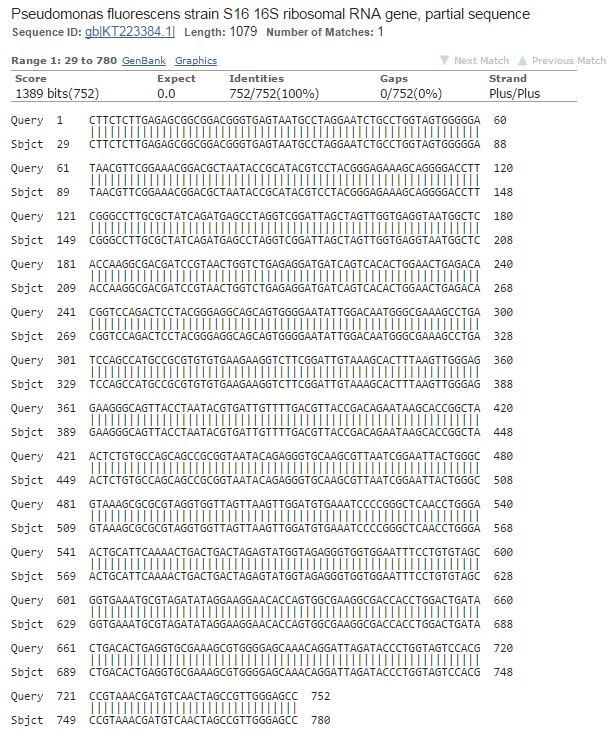 Pseudomonas fluorescens strain S16 16S ribosomal RNA gene, partial sequence
Sequence ID: gb|KT223384.1| Length: 1079 Number of Matches: 1
Range 1: 29 to 780 GenBank Graphics Next Match Previous Match
Score Expect Identities Gaps Strand
1389 bits(752) 0.0 752/752(100%) 0/752(0%) Plus/Plus
Query 1 CTTCTCTTGAGAGCGGCGGACGGGTGAGTAATGCCTAGGAATCTGCCTGGTAGTGGGGGA 60
Sbjct 29 CTTCTCTTGAGAGCGGCGGACGGGTGAGTAATGCCTAGGAATCTGCCTGGTAGTGGGGGA 88
Query 61 TAACGTTCGGAAACGGACGCTAATACCGCATACGTCCTACGGGAGAAAGCAGGGGACCTT 120
Sbjct 89 TAACGTTCGGAAACGGACGCTAATACCGCATACGTCCTACGGGAGAAAGCAGGGGACCTT 148
Query 121 CGGGCCTTGCGCTATCAGATGAGCCTAGGTCGGATTAGCTAGTTGGTGAGGTAATGGCTC 180
Sbjct 149 CGGGCCTTGCGCTATCAGATGAGCCTAGGTCGGATTAGCTAGTTGGTGAGGTAATGGCTC 208
Query 181 ACCAAGGCGACGATCCGTAACTGGTCTGAGAGGATGATCAGTCACACTGGAACTGAGACA 240
Sbjct 209 ACCAAGGCGACGATCCGTAACTGGTCTGAGAGGATGATCAGTCACACTGGAACTGAGACA 268
Query 241 CGGTCCAGACTCCTACGGGAGGCAGCAGTGGGGAATATTGGACAATGGGCGAAAGCCTGA 300
Sbjct 269 CGGTCCAGACTCCTACGGGAGGCAGCAGTGGGGAATATTGGACAATGGGCGAAAGCCTGA 328
Query 301 TCCAGCCATGCCGCGTGTGTGAAGAAGGTCTTCGGATTGTAAAGCACTTTAAGTTGGGAG 360
Sbjct 329 TCCAGCCATGCCGCGTGTGTGAAGAAGGTCTTCGGATTGTAAAGCACTTTAAGTTGGGAG 388
Query 361 GAAGGGCAGTTACCTAATACGTGATTGTTTTGACGTTACCGACAGAATAAGCACCGGCTA 420
Sbjct 389 GAAGGGCAGTTACCTAATACGTGATTGTTTTGACGTTACCGACAGAATAAGCACCGGCTA 448
Query 421 ACTCTGTGCCAGCAGCCGCGGTAATACAGAGGGTGCAAGCGTTAATCGGAATTACTGGGC 480
Sbjct 449 ACTCTGTGCCAGCAGCCGCGGTAATACAGAGGGTGCAAGCGTTAATCGGAATTACTGGGC 508
Query 481 GTAAAGCGCGCGTAGGTGGTTAGTTAAGTTGGATGTGAAATCCCCGGGCTCAACCTGGGA 540
Sbjct 509 GTAAAGCGCGCGTAGGTGGTTAGTTAAGTTGGATGTGAAATCCCCGGGCTCAACCTGGGA 568
Query 541 ACTGCATTCAAAACTGACTGACTAGAGTATGGTAGAGGGTGGTGGAATTTCCTGTGTAGC 600
Sbjct 569 ACTGCATTCAAAACTGACTGACTAGAGTATGGTAGAGGGTGGTGGAATTTCCTGTGTAGC 628
Query 601 GGTGAAATGCGTAGATATAGGAAGGAACACCAGTGGCGAAGGCGACCACCTGGACTGATA 660
Sbjct 629 GGTGAAATGCGTAGATATAGGAAGGAACACCAGTGGCGAAGGCGACCACCTGGACTGATA 688
Query 661 CTGACACTGAGGTGCGAAAGCGTGGGGAGCAAACAGGATTAGATACCCTGGTAGTCCACG 720
Sbjct 689 CTGACACTGAGGTGCGAAAGCGTGGGGAGCAAACAGGATTAGATACCCTGGTAGTCCACG 748
Query 721 CCGTAAACGATGTCAACTAGCCGTTGGGAGCC 752
Sbjct 749 CCGTAAACGATGTCAACTAGCCGTTGGGAGCC 780